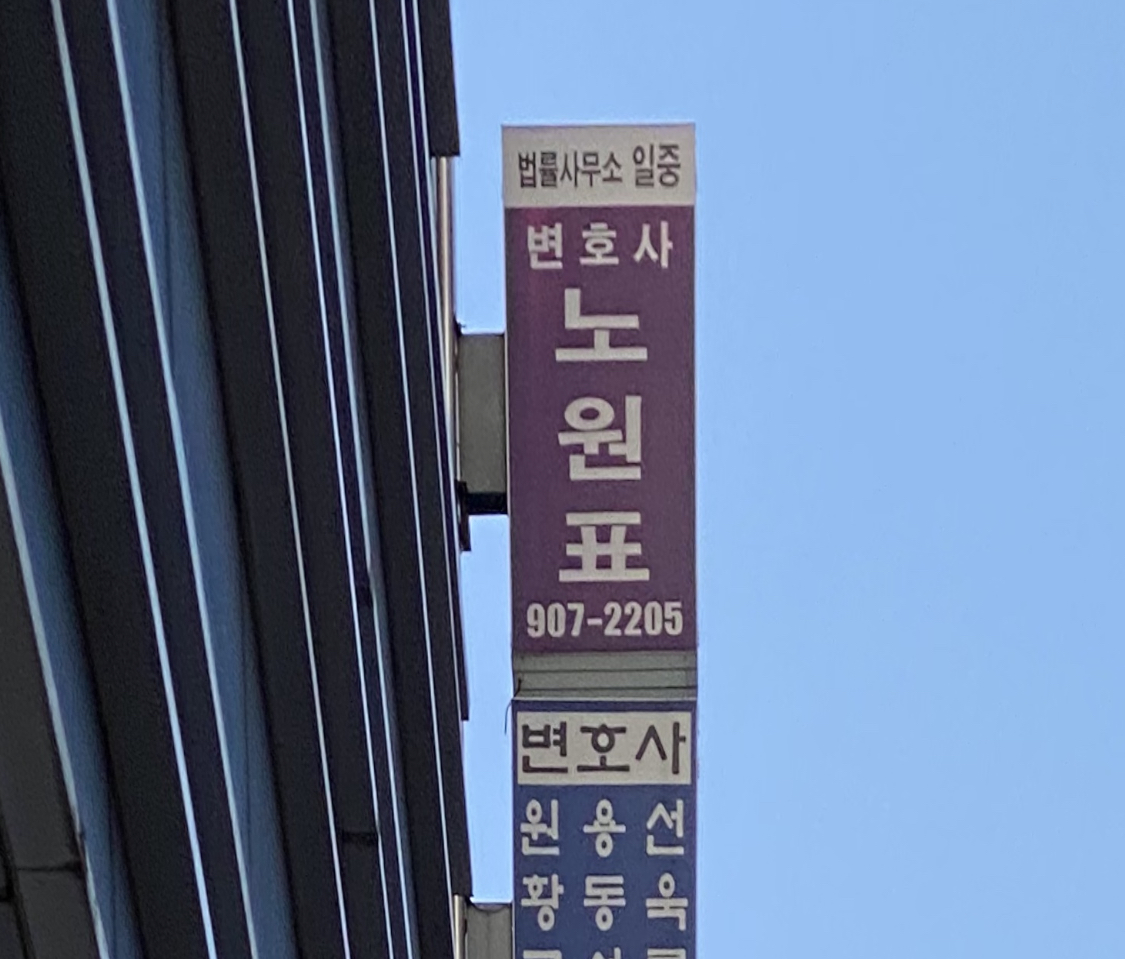 법률사무소 일중
변호사
노
원
표
907-2205
변호사
원용선
황동욱